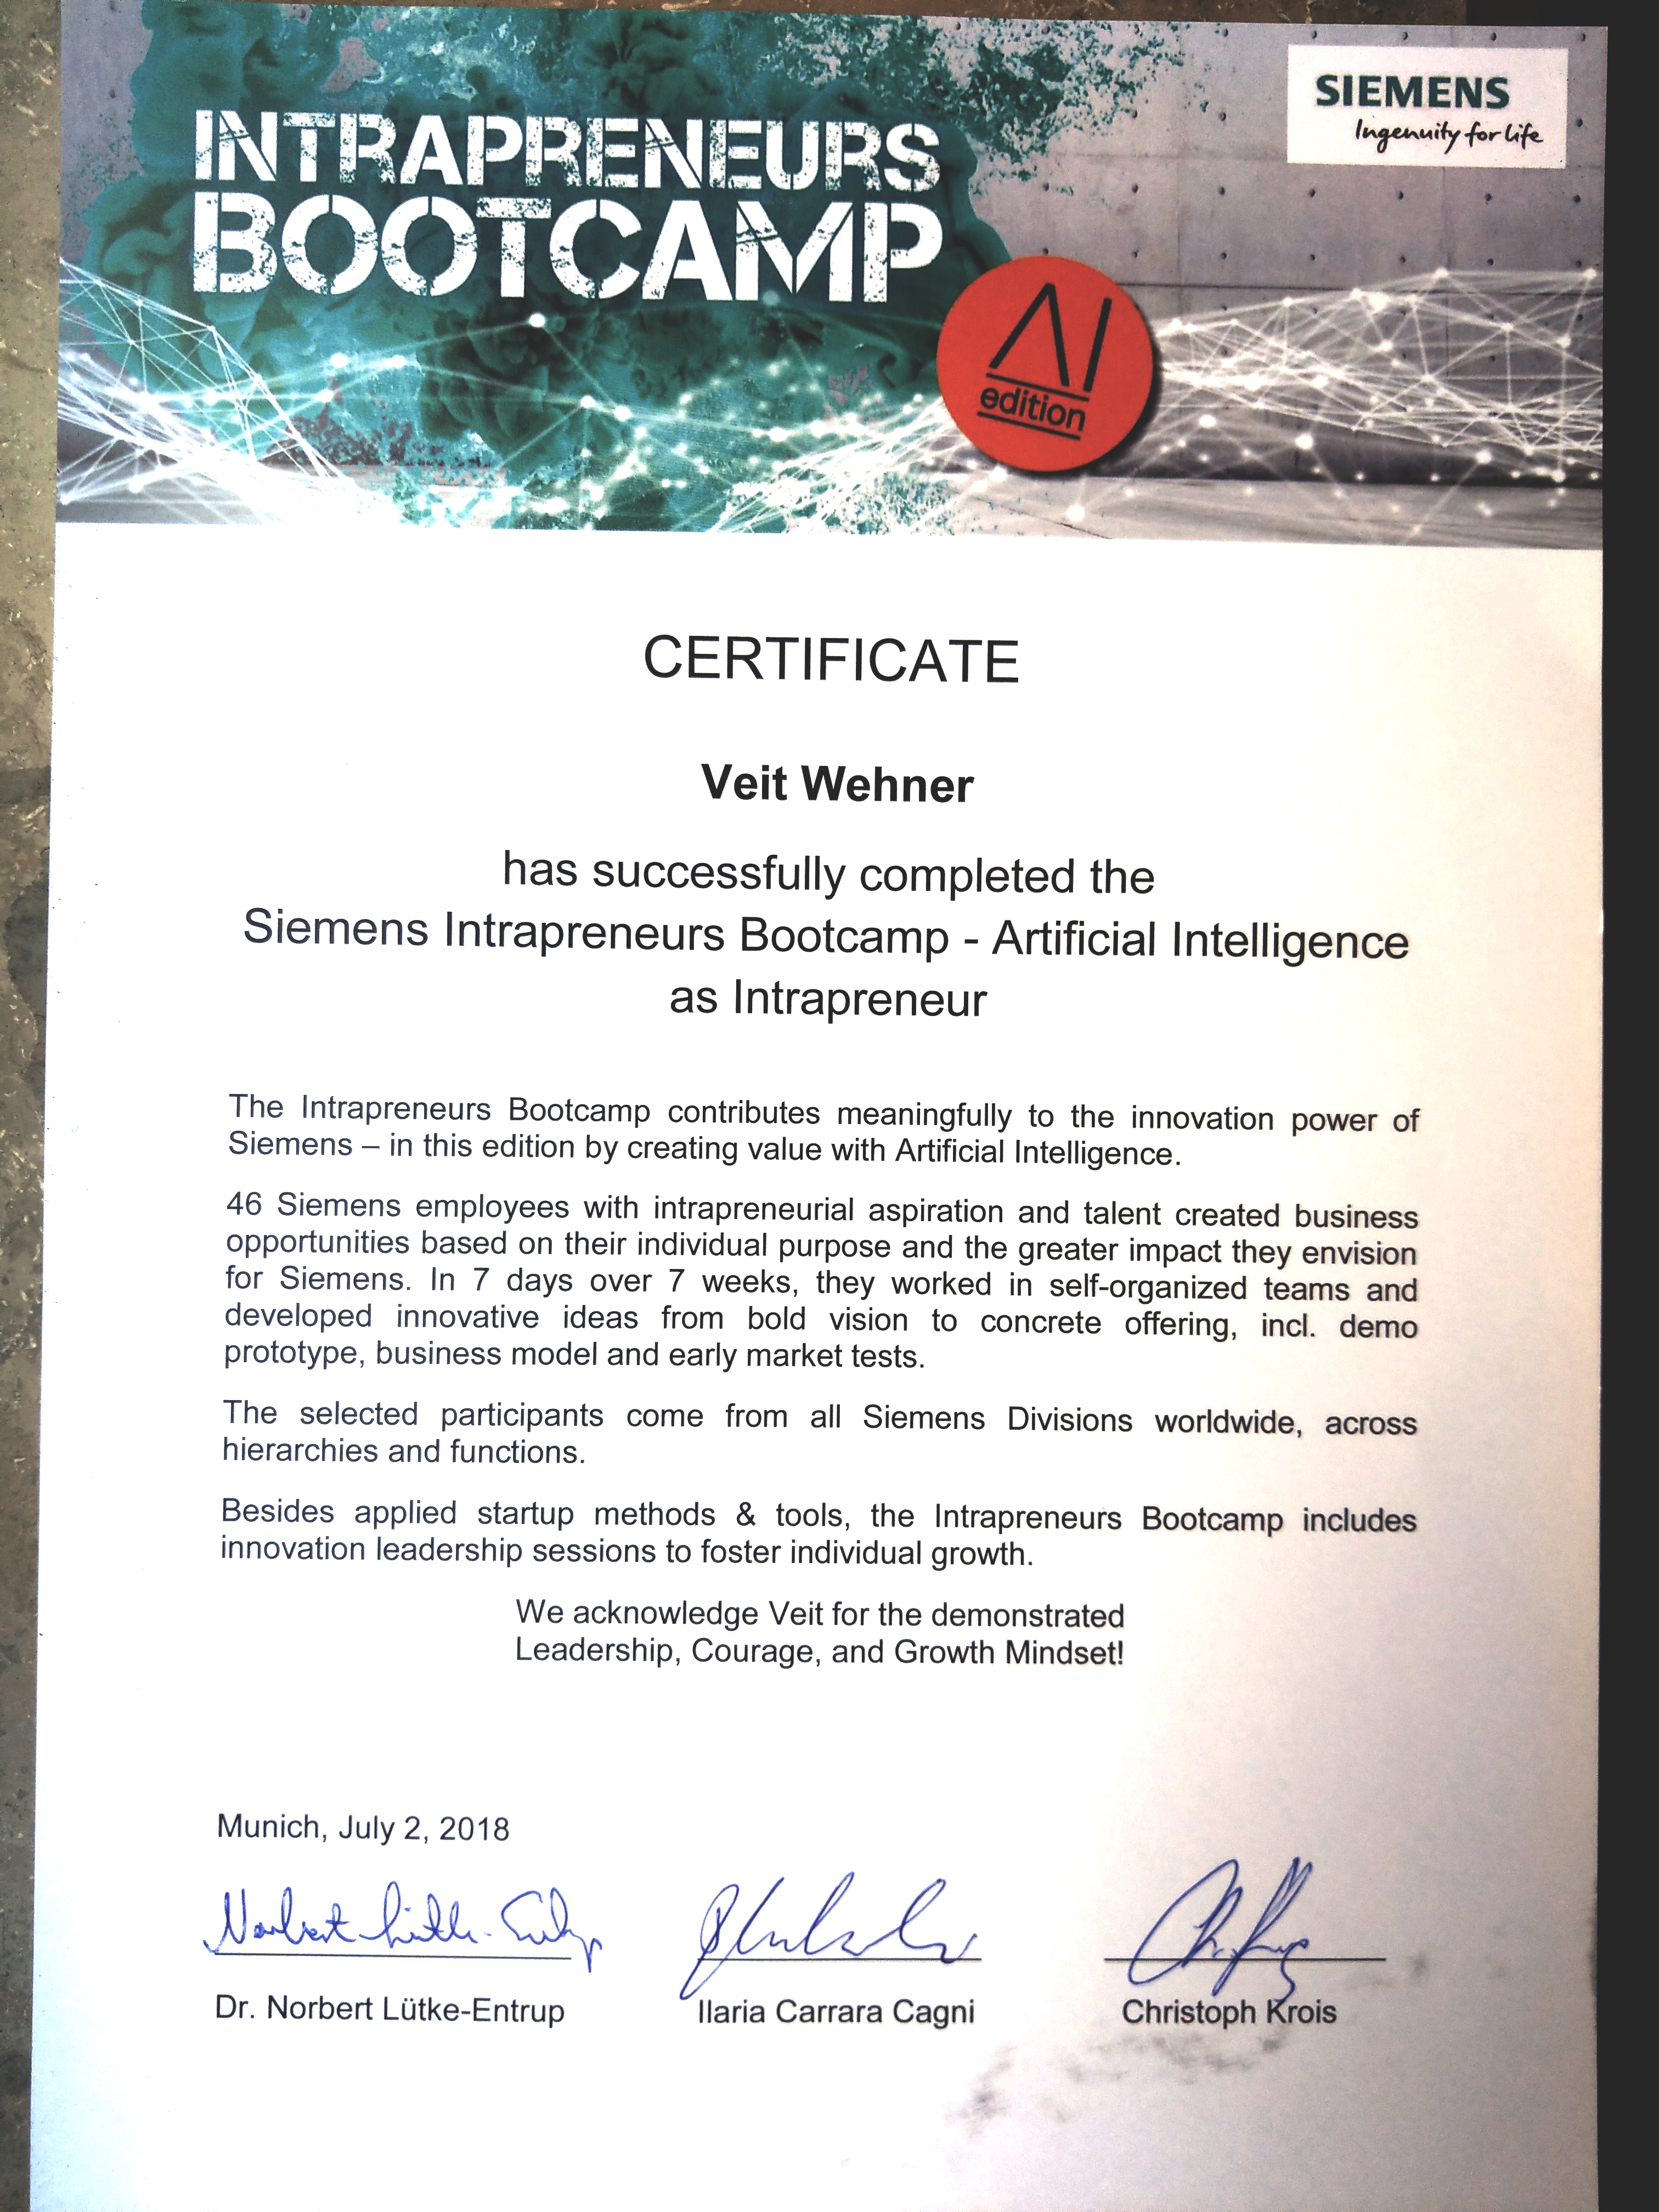 INTRAPRENEURS
BOOTCAMP
SIEMENS
Ingenuity for life
AI
edition
CERTIFICATE
Veit Wehner
has successfully completed the
Siemens Intrapreneurs Bootcamp - Artificial Intelligence
as Intrapreneur
The Intrapreneurs Bootcamp contributes meaningfully to the innovation power of
Siemens – in this edition by creating value with Artificial Intelligence.
46 Siemens employees with intrapreneurial aspiration and talent created business
opportunities based on their individual purpose and the greater impact they envision
for Siemens. In 7 days over 7 weeks, they worked in self-organized teams and
developed innovative ideas from bold vision to concrete offering, incl. demo
prototype, business model and early market tests.
The selected participants come from all Siemens Divisions worldwide, across
hierarchies and functions.
Besides applied startup methods & tools, the Intrapreneurs Bootcamp includes
innovation leadership sessions to foster individual growth.
We acknowledge Veit for the demonstrated
Leadership, Courage, and Growth Mindset!
Munich, July 2, 2018
Norbert Lütke-Entrup
Dr. Norbert Lütke-Entrup
Ilaria Carrara Cagni
Christoph Krois